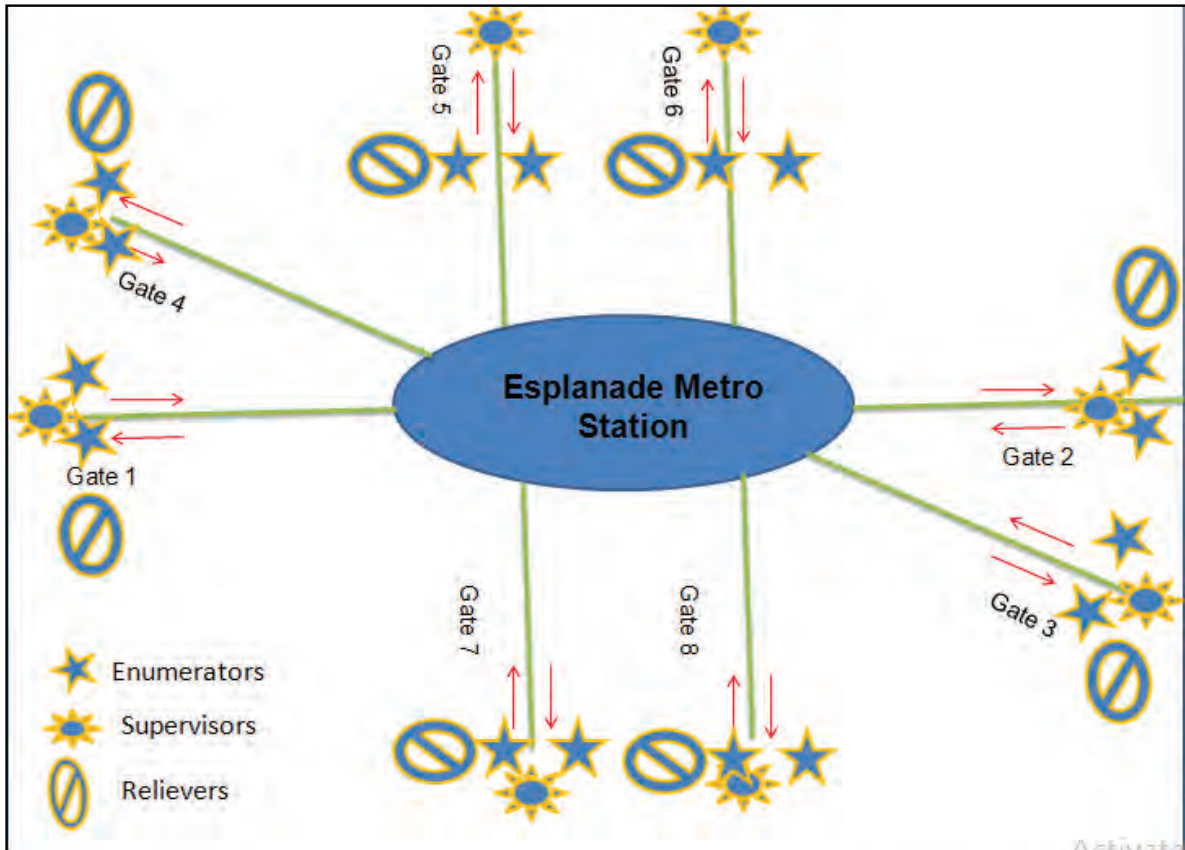 Gate 5
Gate 6
Gate 4
Esplanade Metro
Station
Gate 1
Gate 2
Gate 3
Gate 7
Gate 8
Enumerators
Supervisors
Relievers
Activate